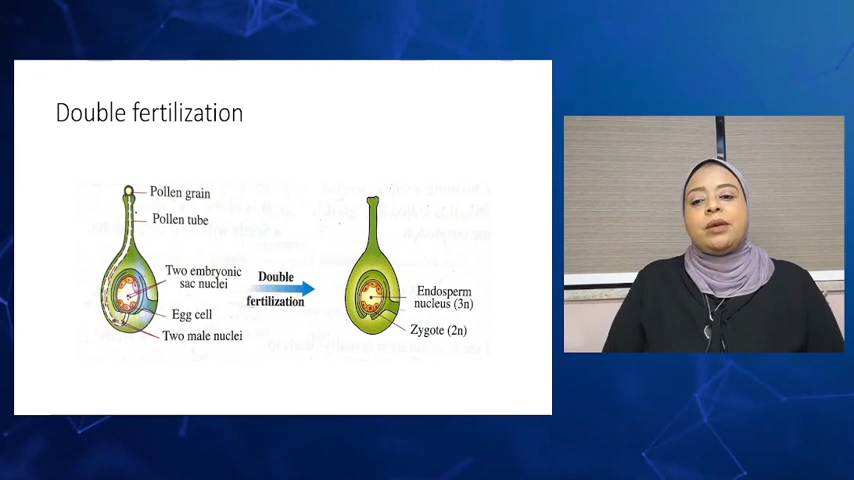 Double fertilization
Pollen grain
Pollen tube
Two embryonic
sac nuclei
Egg cell
Two male nuclei
Double
fertilization
Endosperm
nucleus (3n)
Zygote (2n)